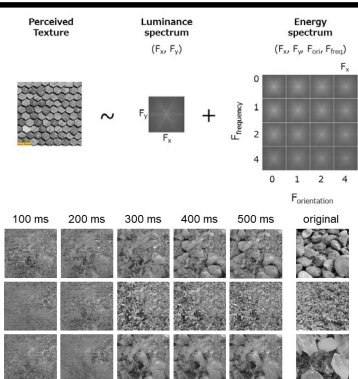 Perceived
Texture
Luminance
spectrum
(Fx, Fy)
Energy
spectrum
(Fx, Fy, Fori, Ffreq)
Fx
0
1
2
4
Ffrequency
Fy
~
+
Fx
0 1 2 4
Forientation
100 ms 200 ms 300 ms 400 ms 500 ms original